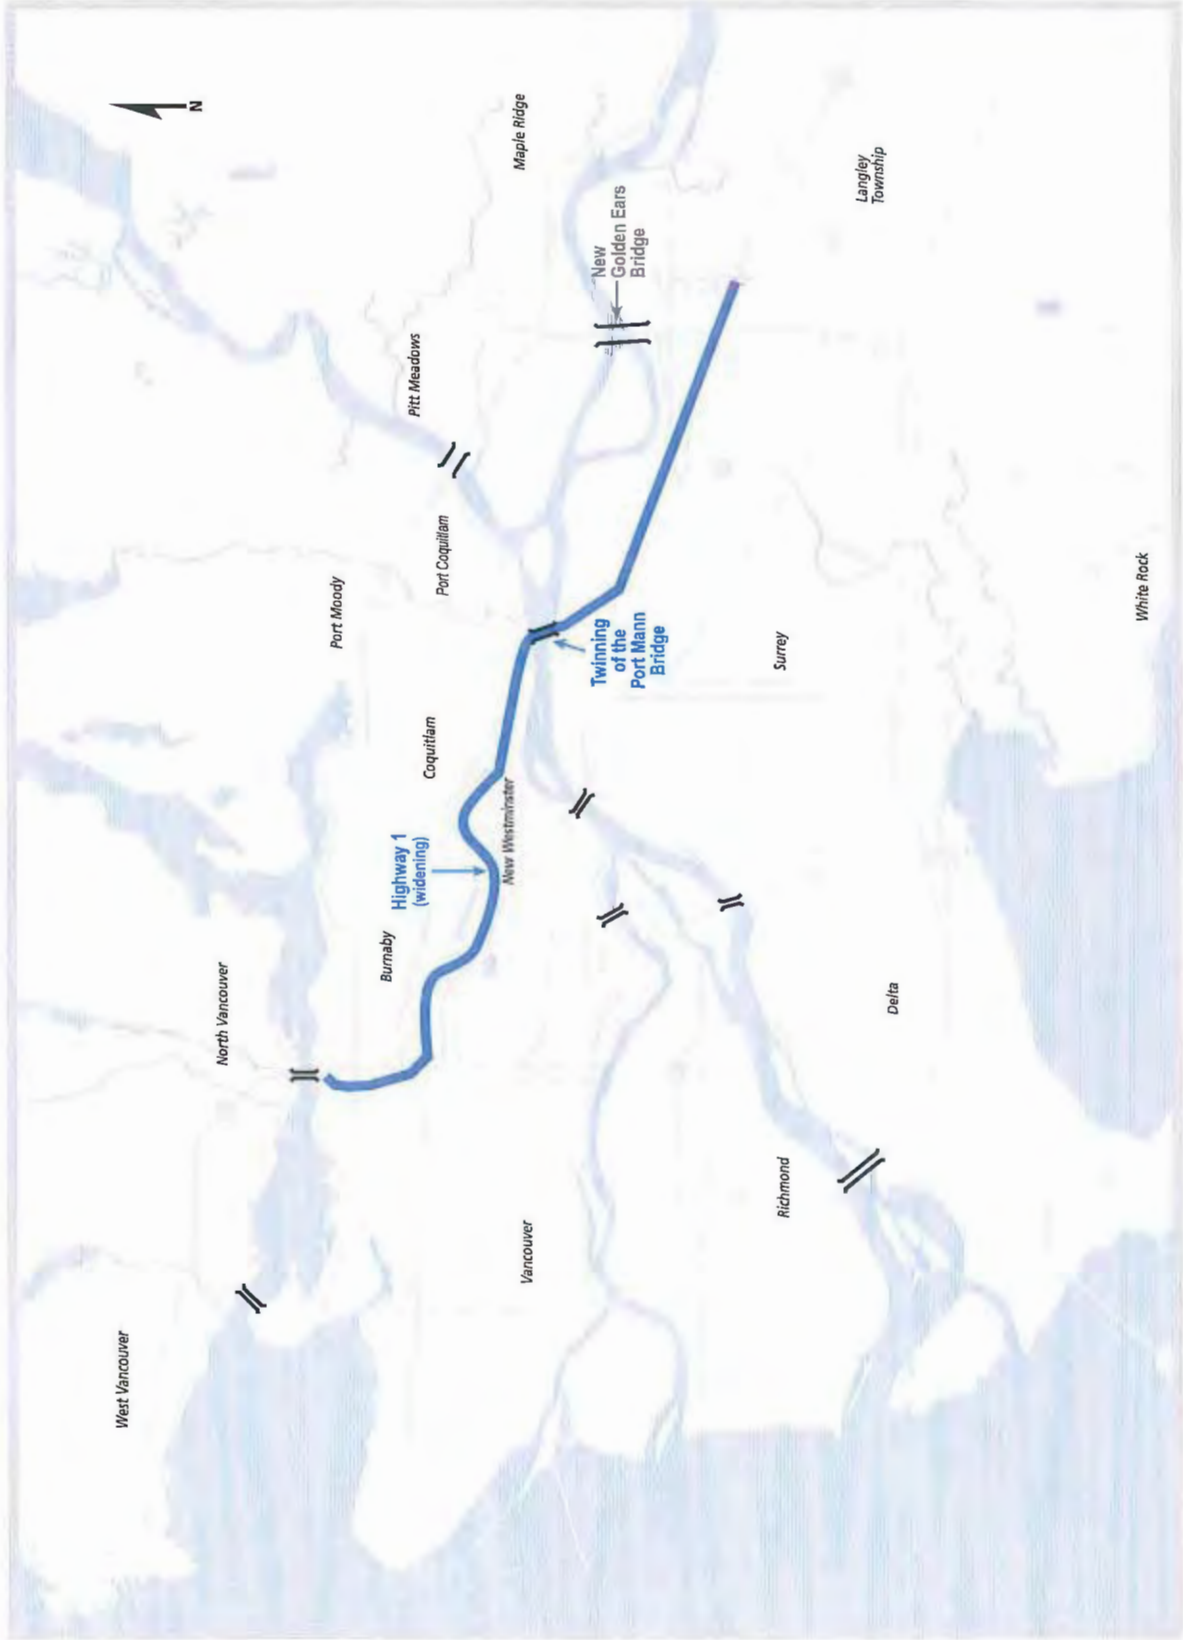 N
West Vancouver
North Vancouver
Port Moody
Pitt Meadows
Maple Ridge
Burnaby
Highway 1
(widening)
Coquitlam
Port Coquitlam
New Westminster
Vancouver
Twinning
of the
Port Mann
Bridge
New
Golden Ears
Bridge
Richmond
Surrey
Langley
Township
Delta
White Rock